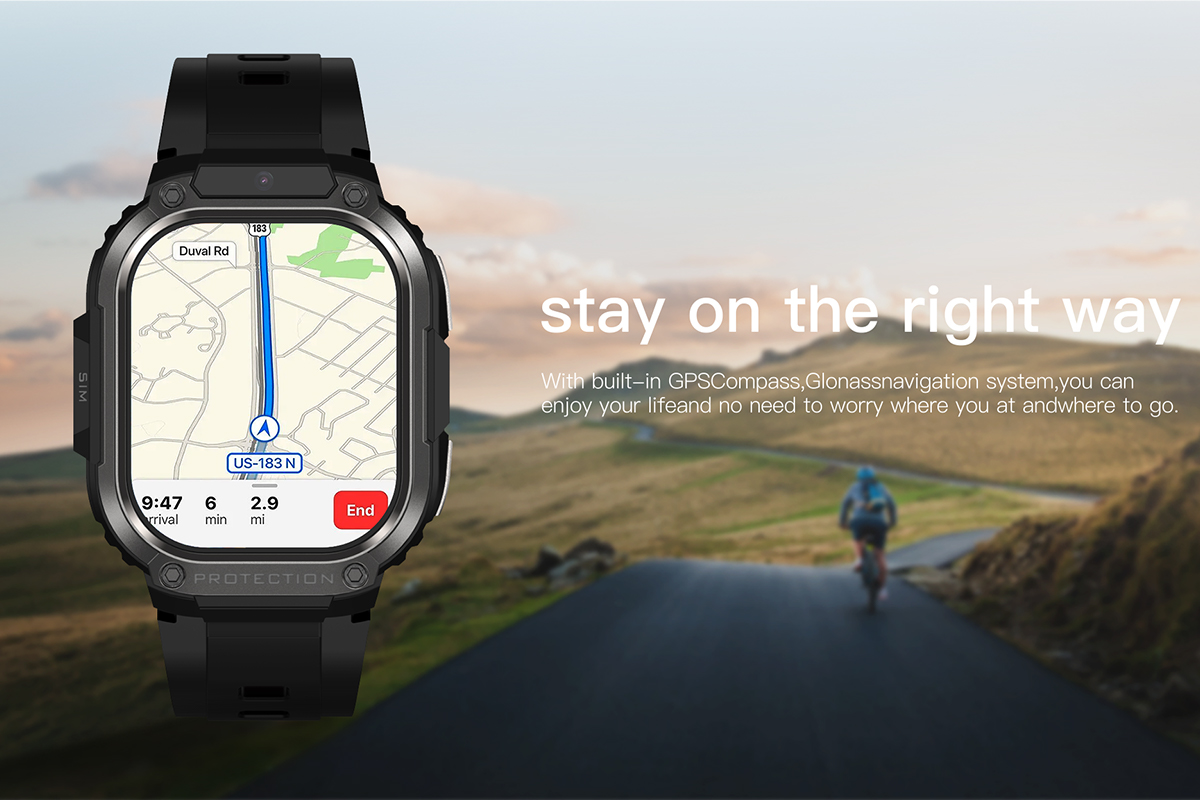 183
Duval Rd
SIM
US-183 N
9:47 6 2.9
rrival min mi
End
PROTECTION
stay on the right way
With built-in GPSCompass,Glonassnavigation system,you can
enjoy your lifeand no need to worry where you at andwhere to go.